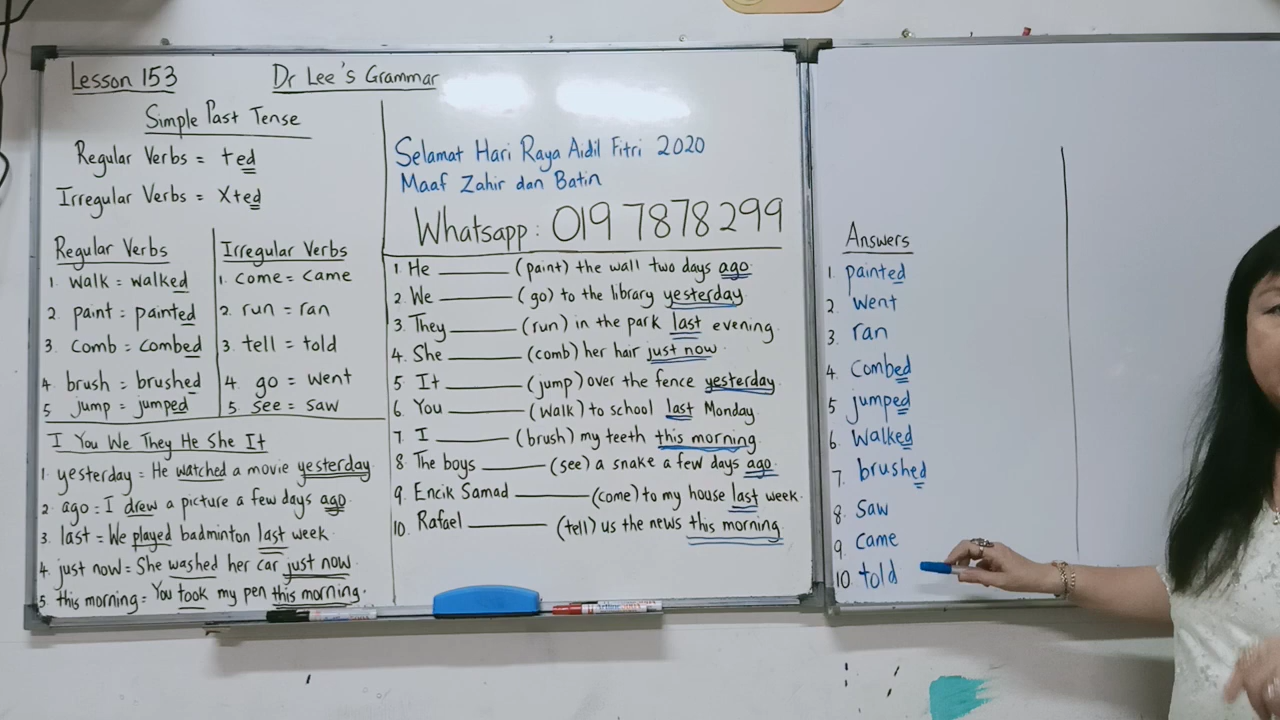 Lesson 153
Dr Lee's Grammar
Simple Past Tense
Regular Verbs = +ed
Irregular Verbs = X+ed
Regular Verbs
1. walk = walked
2. paint = painted
3. comb = combed
4. brush = brushed
5 jump = jumped
Irregular Verbs
1. come = came
2. run = ran
3. tell = told
4. go = went
5. see = saw
I You We They He She It
1. yesterday = He watched a movie yesterday
2. ago = I drew a picture a few days ago
3. last = We played badminton last week
4. just now = She washed her car just now
5. this morning = You took my pen this morning.
Selamat Hari Raya Aidil Fitri 2020
Maaf Zahir dan Batin
Whatsapp : 019 7878 299
1. He ______ (paint) the wall two days ago
2. We ______ (go) to the library yesterday
3. They ______ (run) in the park last evening
4. She ______ (comb) her hair just now
5. It ______ (jump) over the fence yesterday
6. You ______ (walk) to school last Monday
7. I ______ (brush) my teeth this morning
8. The boys ______ (see) a snake a few days ago
9. Encik Samad ______ (come) to my house last week.
10. Rafael ______ (tell) us the news this morning
Answers
1. painted
2. went
3. ran
4. combed
5 jumped
6. walked
7. brushed
8. saw
9. came
10. told